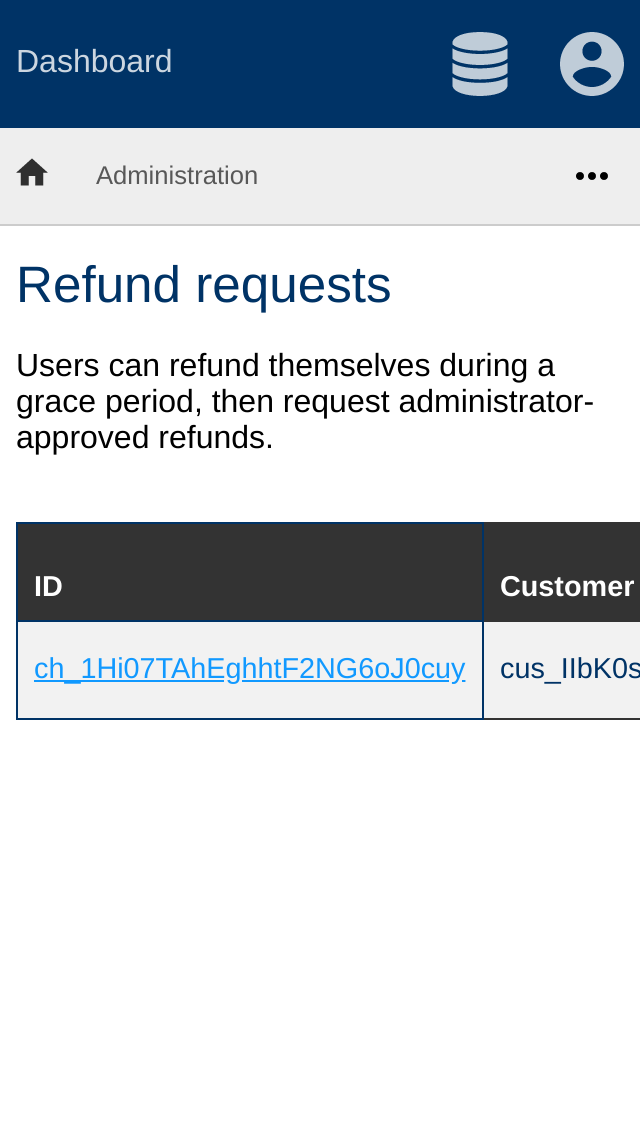 Dashboard
Administration
Refund requests
Users can refund themselves during a
grace period, then request administrator-
approved refunds.
ID Customer
ch_1Hi07TAhEghhtF2NG6oJ0cuy cus_IIbK0s